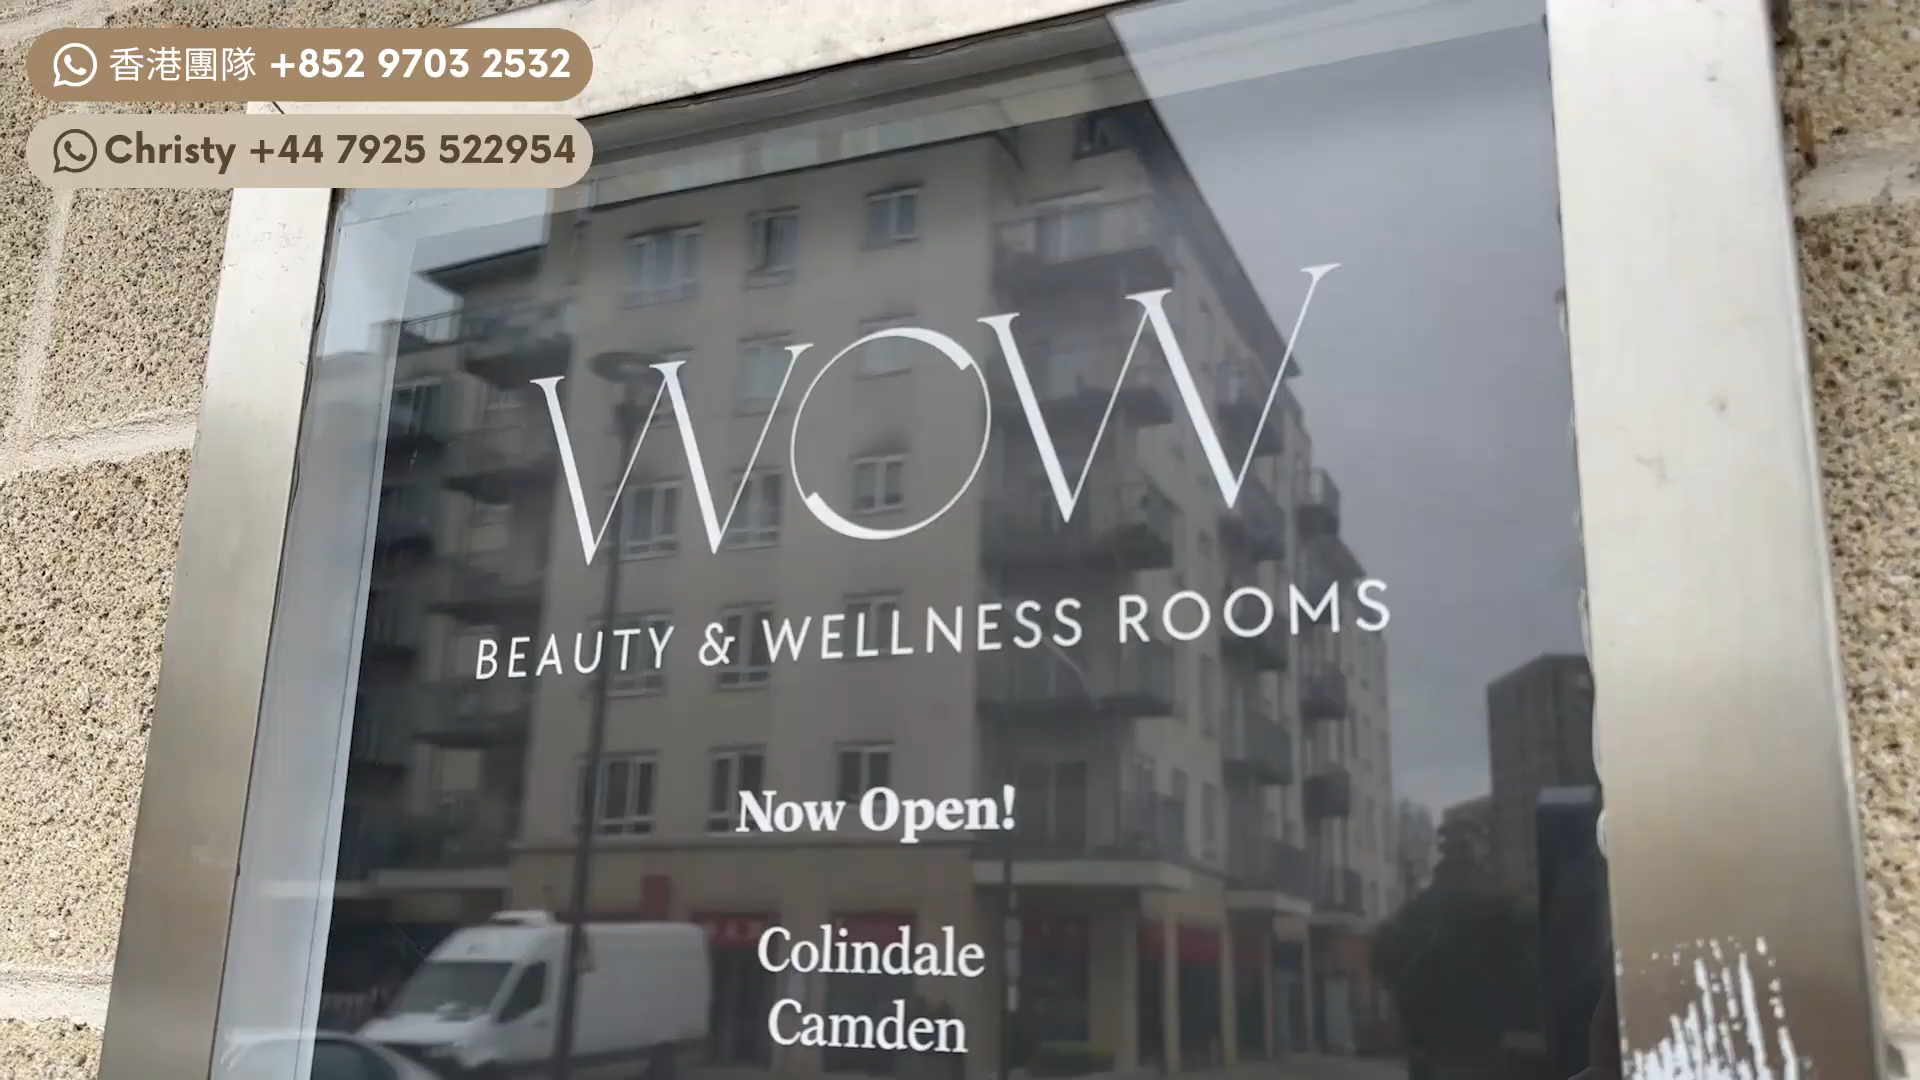 香港團隊 +852 9703 2532
Christy +44 7925 522954
WOW
BEAUTY & WELLNESS ROOMS
Now Open!
Colindale
Camden